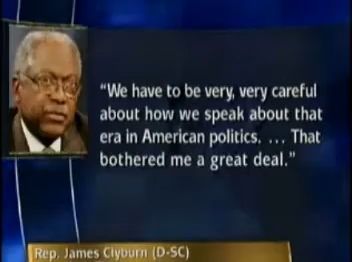 “We have to be very, very careful
about how we speak about that
era in American politics. ... That
bothered me a great deal.”
Rep. James Clyburn (D-SC)